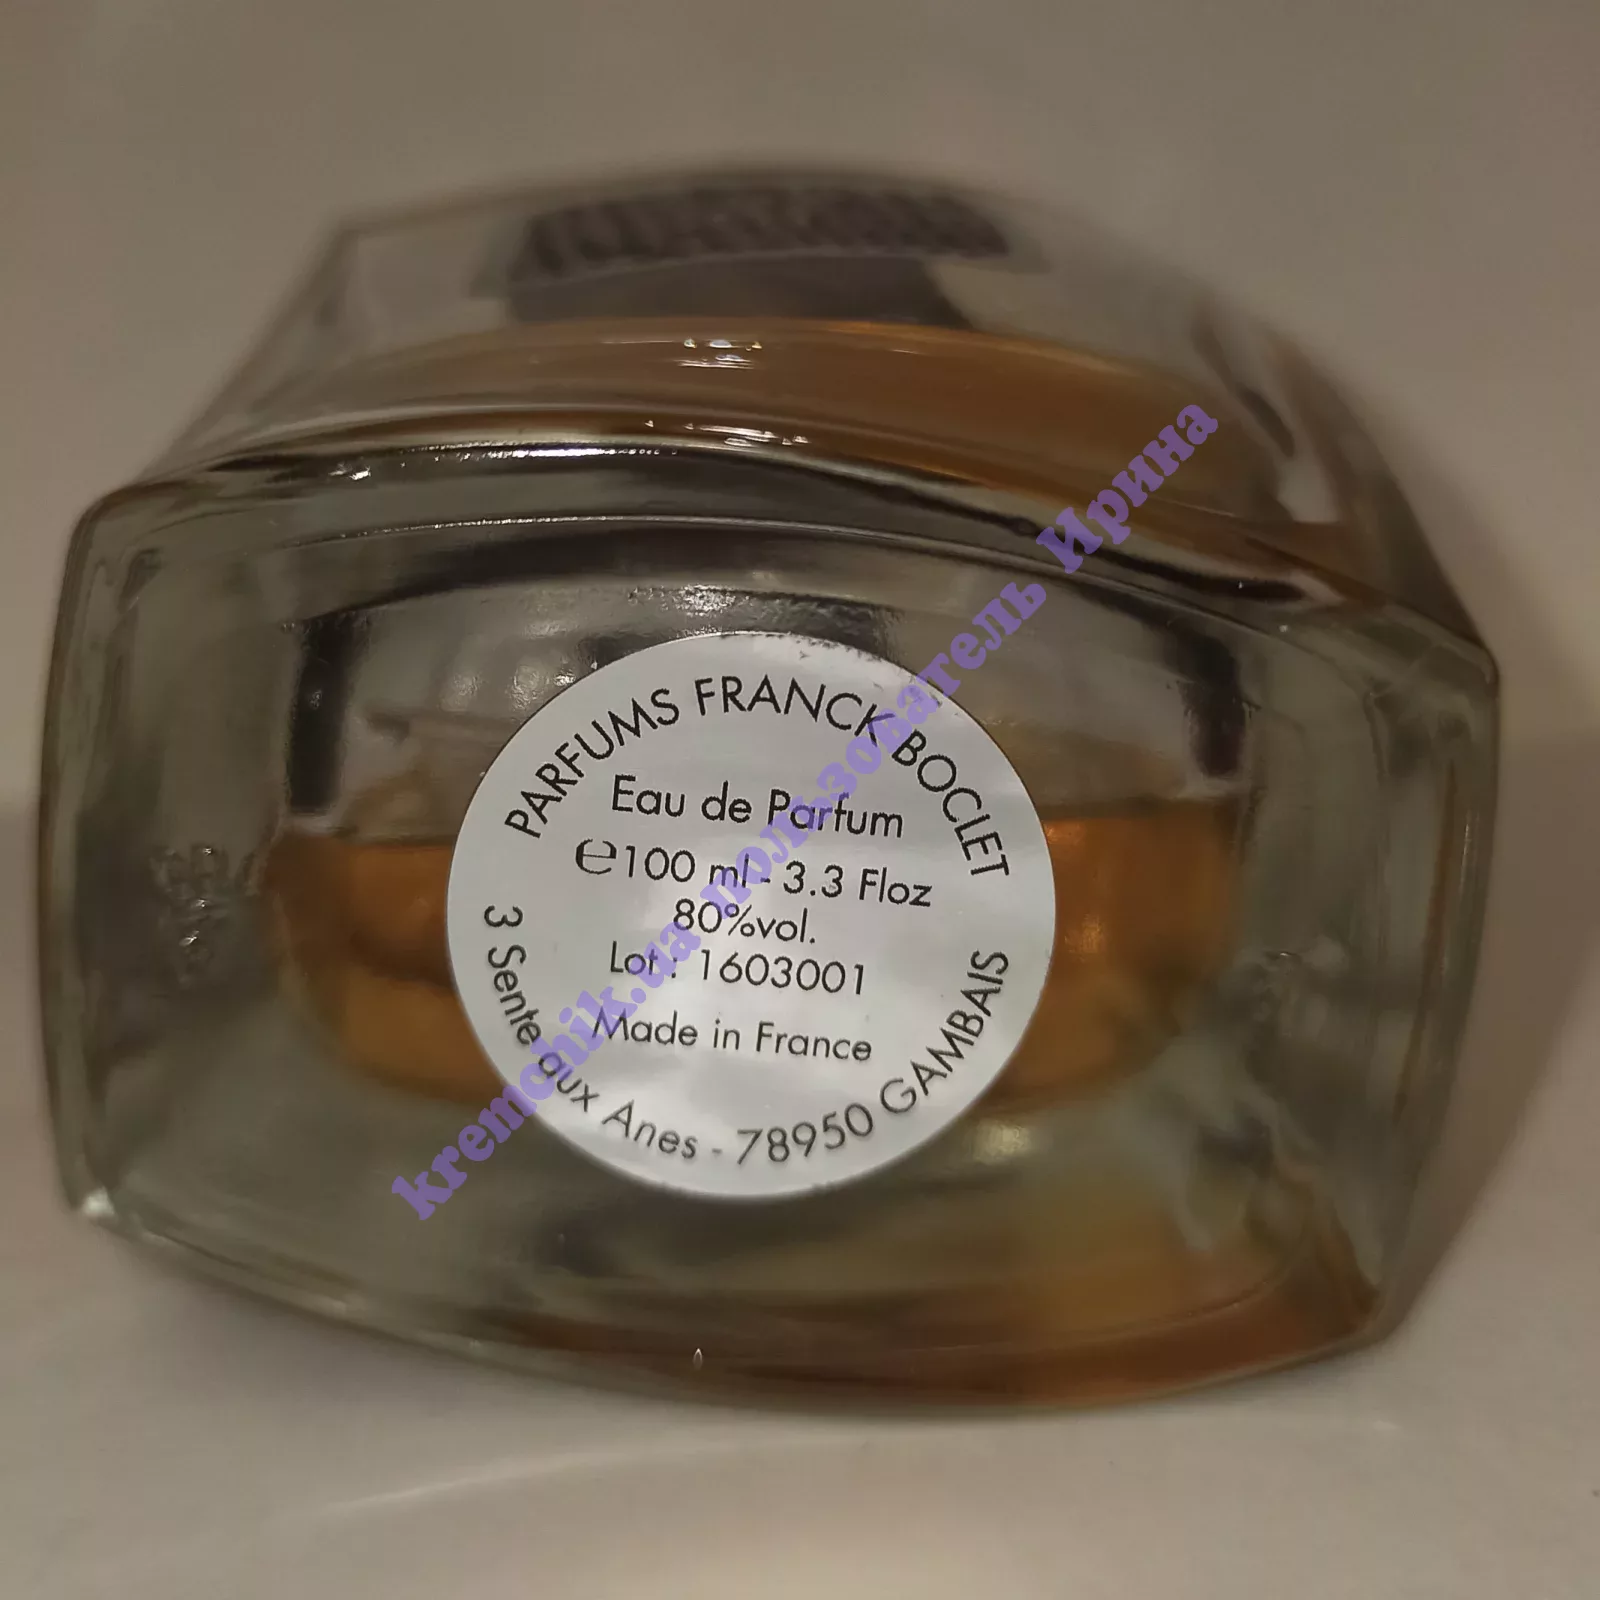 PARFUMS FRANCK BOCLET
Eau de Parfum
℮100 ml - 3.3 Floz
80%vol.
Lot : 1603001
Made in France
3 Sente aux Anes - 78950 GAMBAIS
kremchik.ua пользователь Ирина